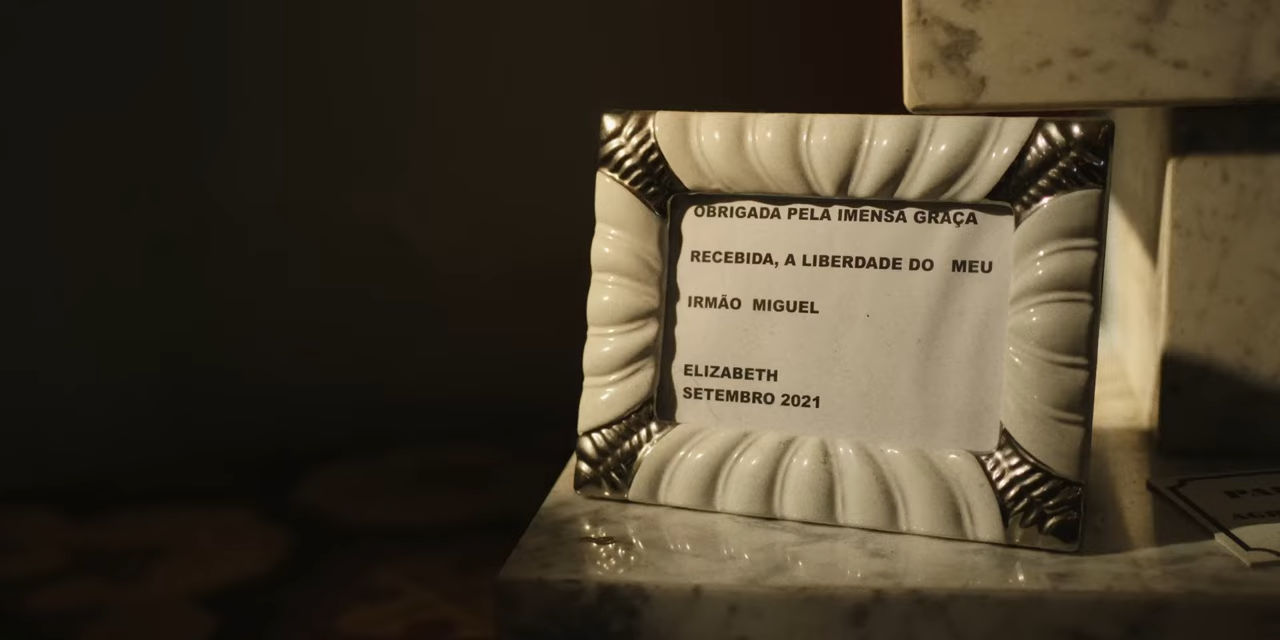 OBRIGADA PELA IMENSA GRAÇA
RECEBIDA, A LIBERDADE DO MEU
IRMÃO MIGUEL
ELIZABETH
SETEMBRO 2021